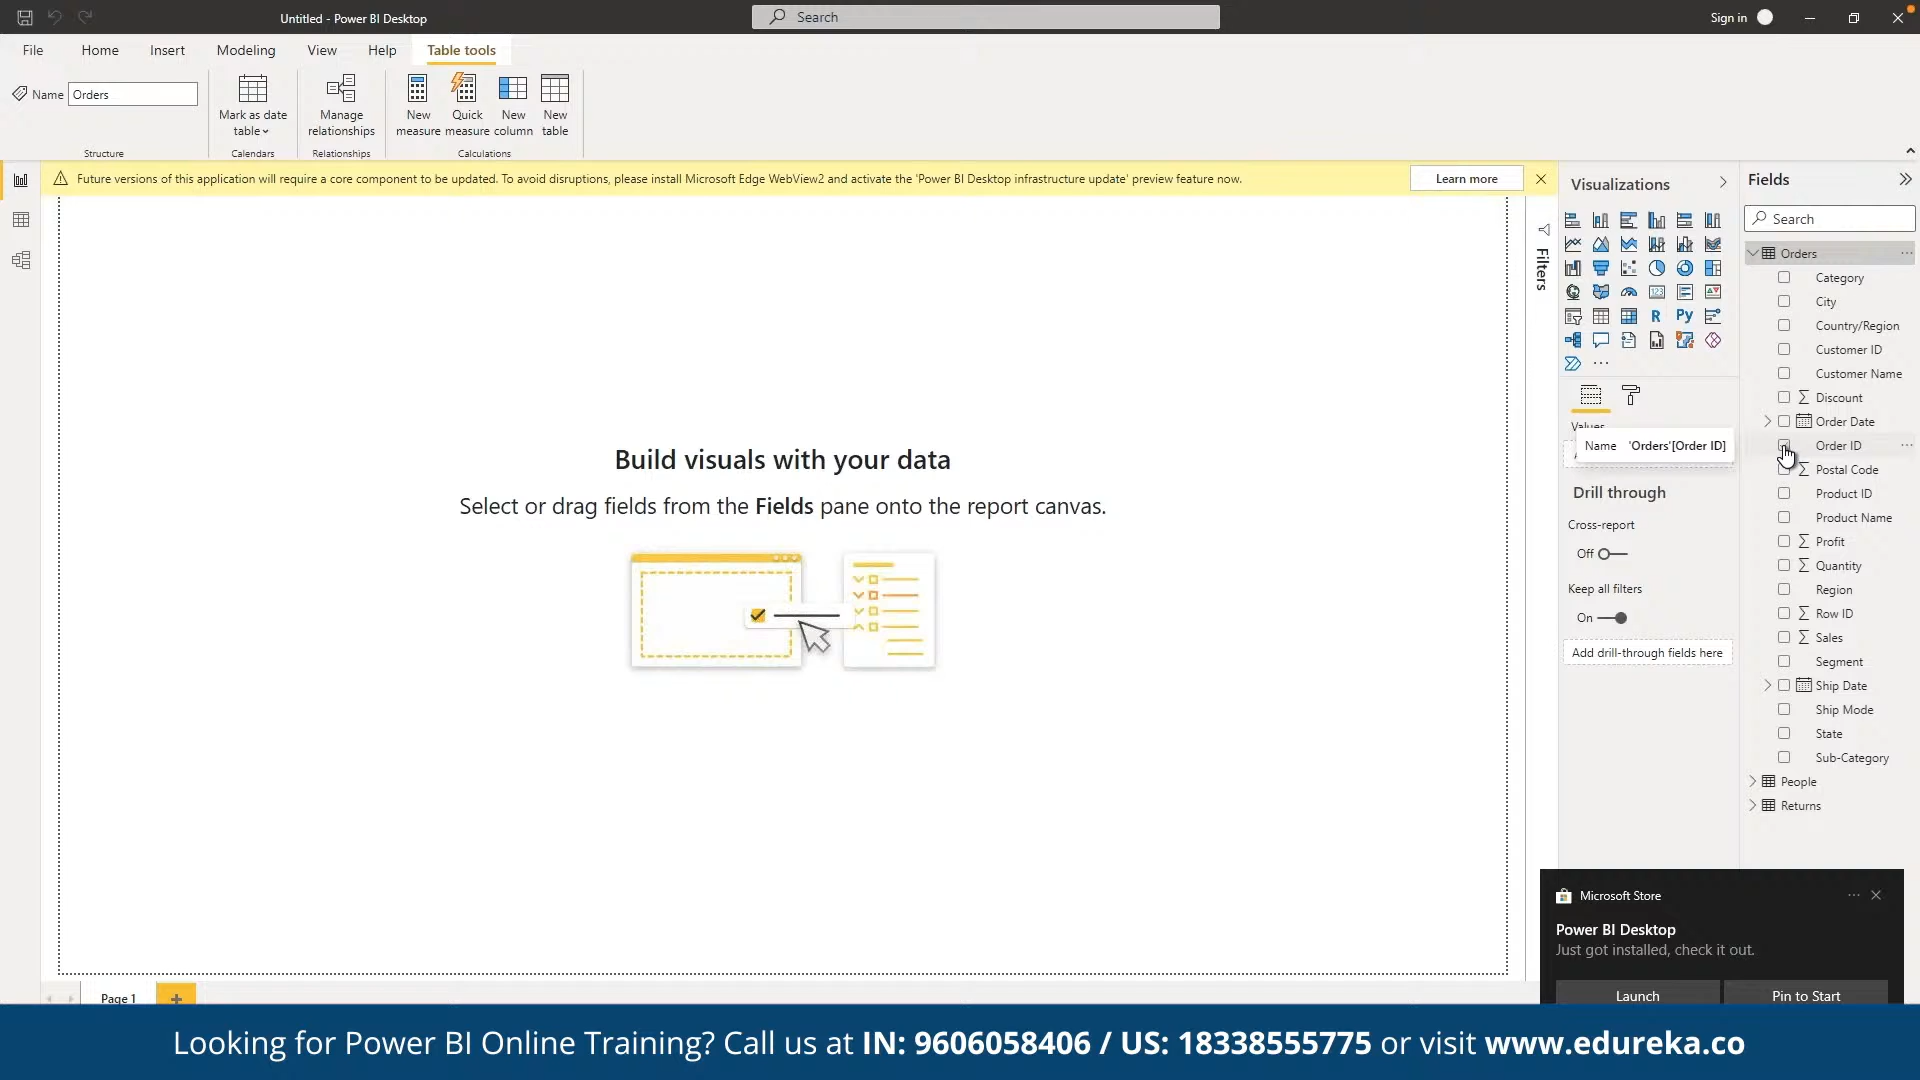 Untitled - Power BI Desktop
Search
Sign in
File
Home
Insert
Modeling
View
Help
Table tools
Name
Orders
Mark as date
table
Manage
relationships
New
measure
Quick
measure
New
column
New
table
Structure
Calendars
Relationships
Calculations
Future versions of this application will require a core component to be updated. To avoid disruptions, please install Microsoft Edge WebView2 and activate the 'Power BI Desktop infrastructure update' preview feature now.
Learn more
Build visuals with your data
Select or drag fields from the Fields pane onto the report canvas.
Filters
Visualizations
123
R
Py
Values
Name 'Orders'[Order ID]
Drill through
Cross-report
Off
Keep all filters
On
Add drill-through fields here
Fields
Search
Orders
Category
City
Country/Region
Customer ID
Customer Name
Discount
Order Date
Order ID
Postal Code
Product ID
Product Name
Profit
Quantity
Region
Row ID
Sales
Segment
Ship Date
Ship Mode
State
Sub-Category
People
Returns
Microsoft Store
Power BI Desktop
Just got installed, check it out.
Launch
Pin to Start
Page 1
Looking for Power BI Online Training? Call us at IN: 9606058406 / US: 18338555775 or visit www.edureka.co